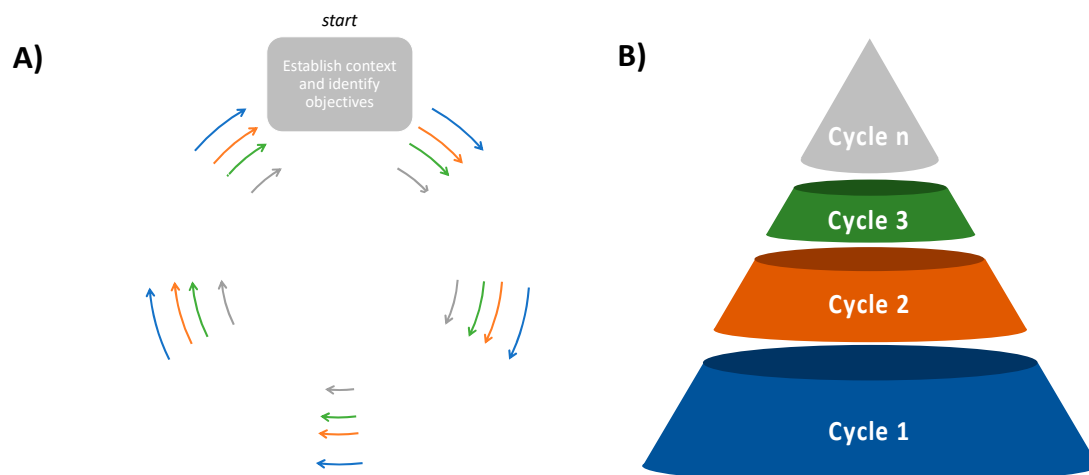 A)
start
Establish context
and identify
objectives
B)
Cycle n
Cycle 3
Cycle 2
Cycle 1